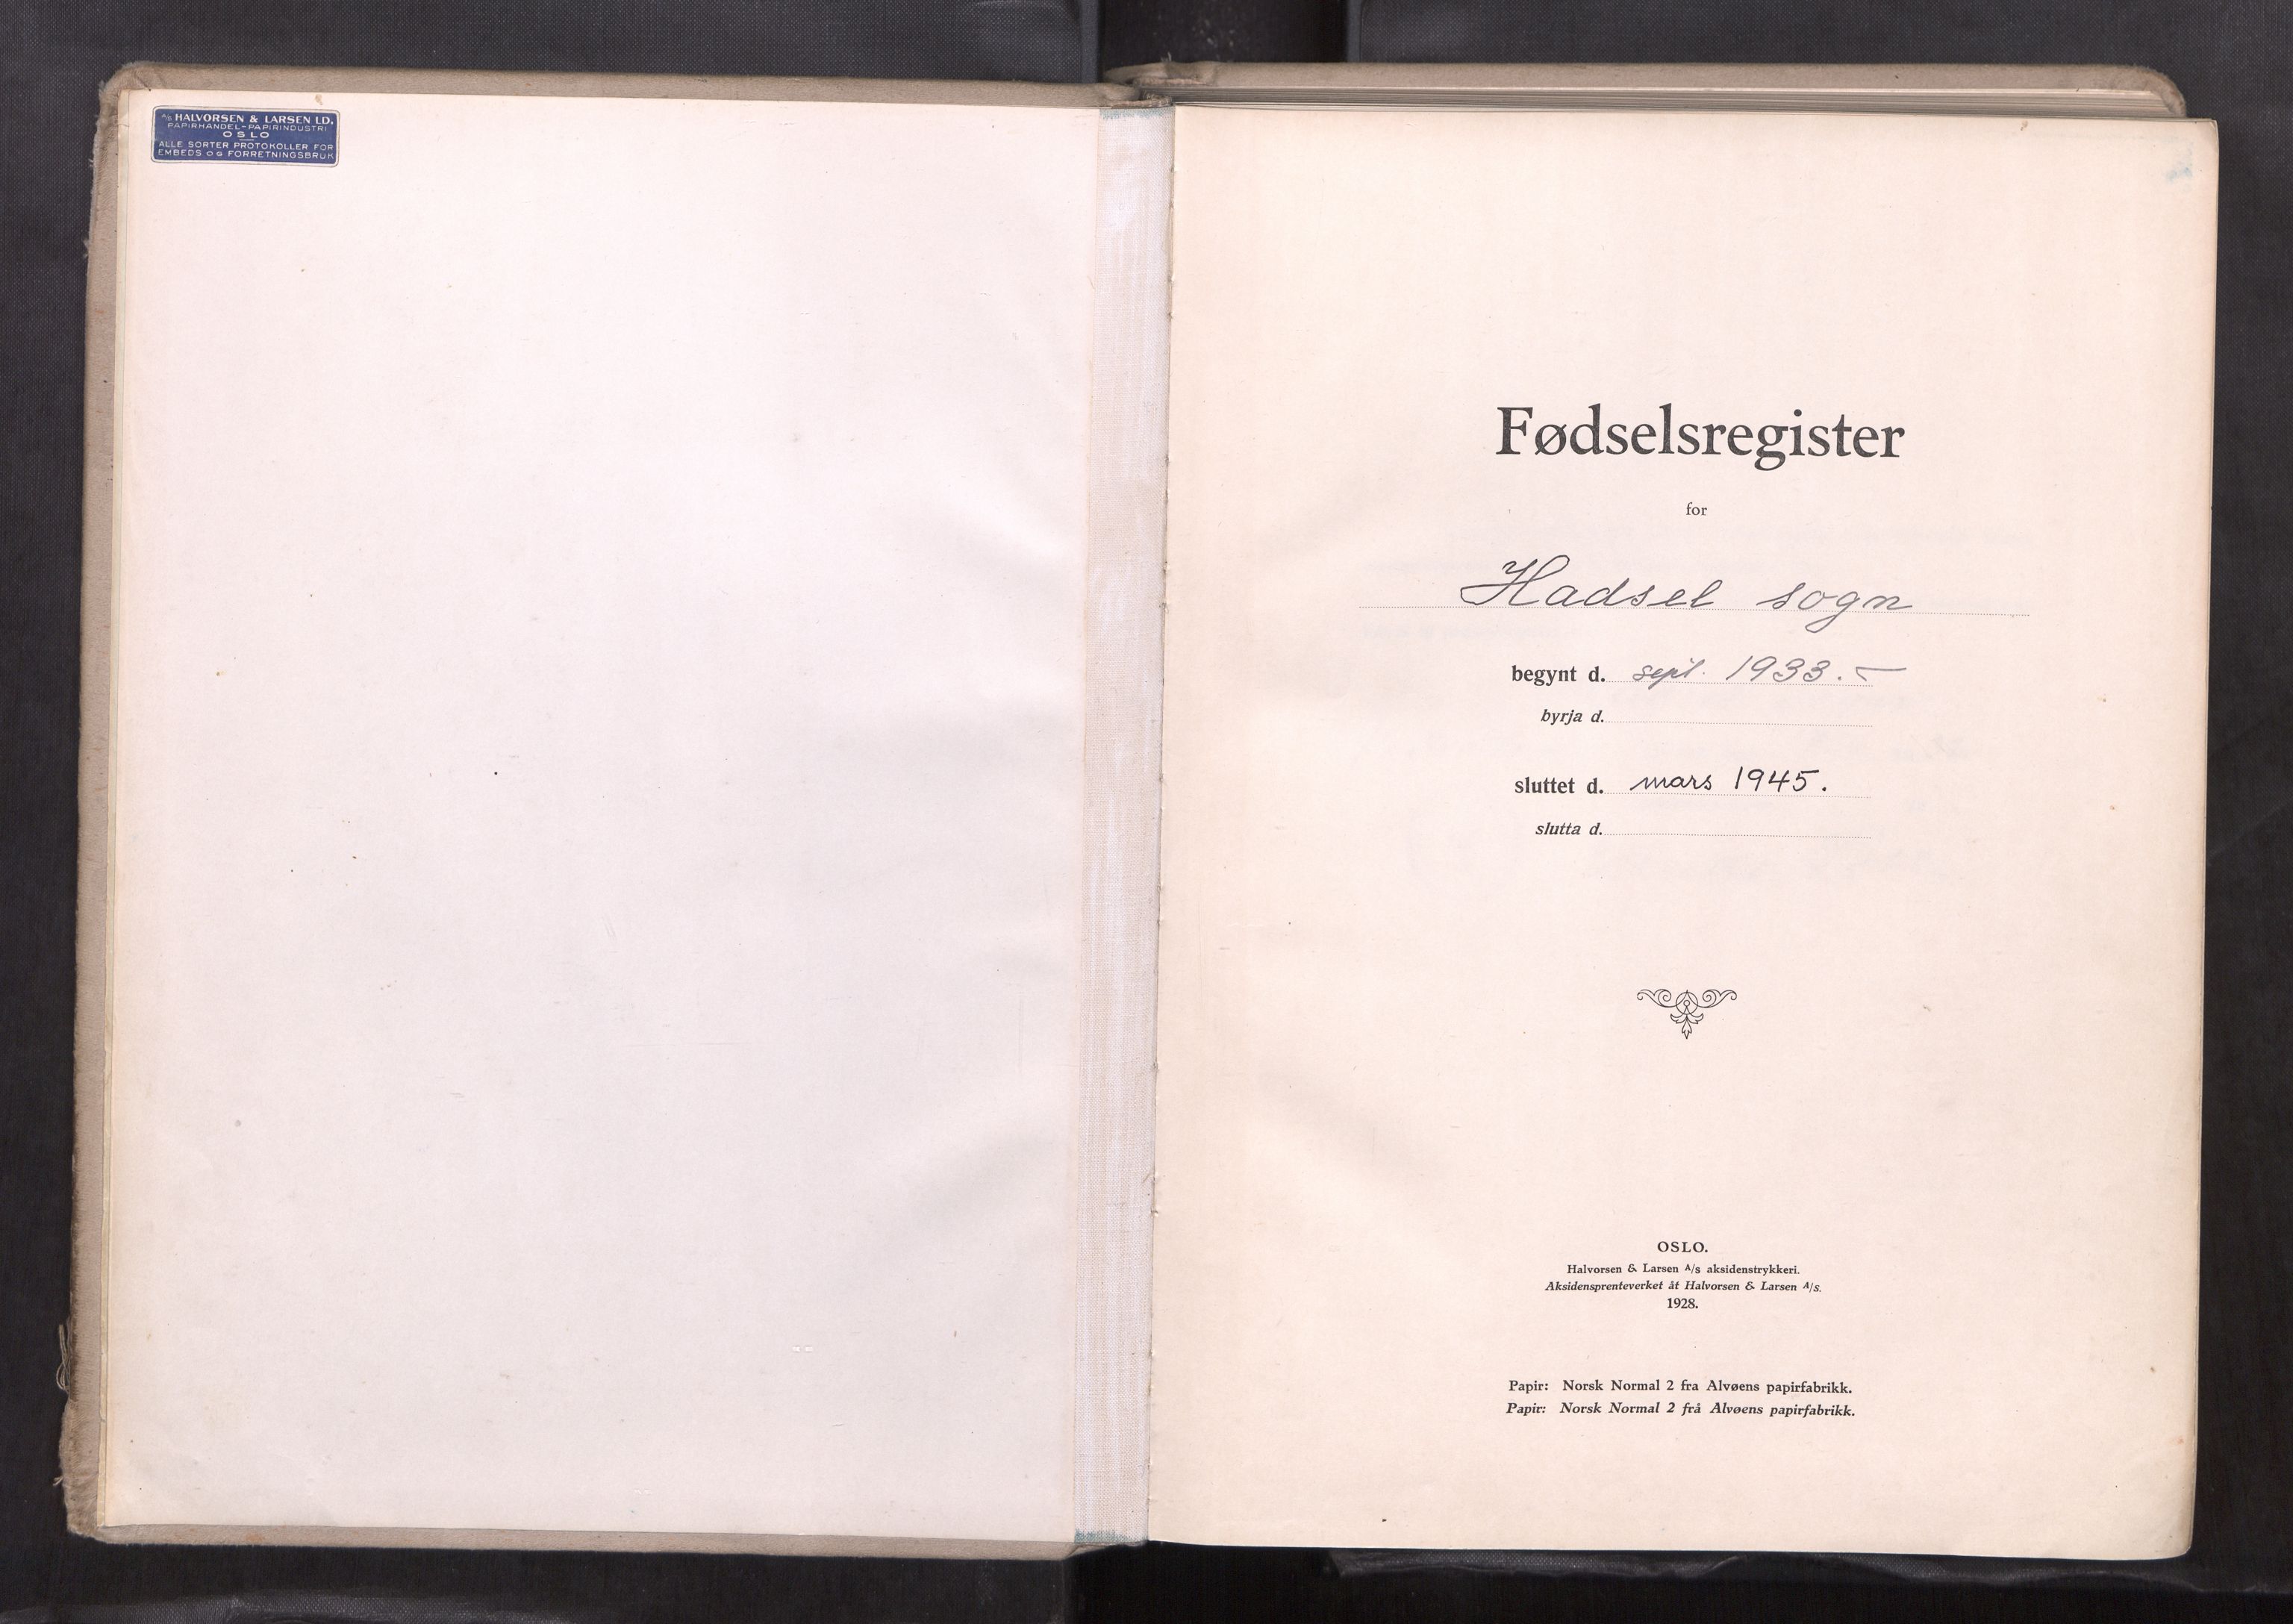 A/S HALVORSEN & LARSEN LD.
PAPIRHANDEL-PAPIRINDUSTRI
OSLO
ALLE SORTER PROTOKOLLER FOR
EMBEDS OG FORRETNINGSBRUK
Fødselsregister
for
Hadsel sogn
begynt d. sept. 1933. –
byrja d.
sluttet d. mars 1945.
slutta d.
OSLO.
Halvorsen & Larsen A/S aksidenstrykkeri.
Aksidensprenteverket åt Halvorsen & Larsen A/S.
1928.
Papir: Norsk Normal 2 fra Alvøens papirfabrikk.
Papir: Norsk Normal 2 frå Alvøens papirfabrikk.